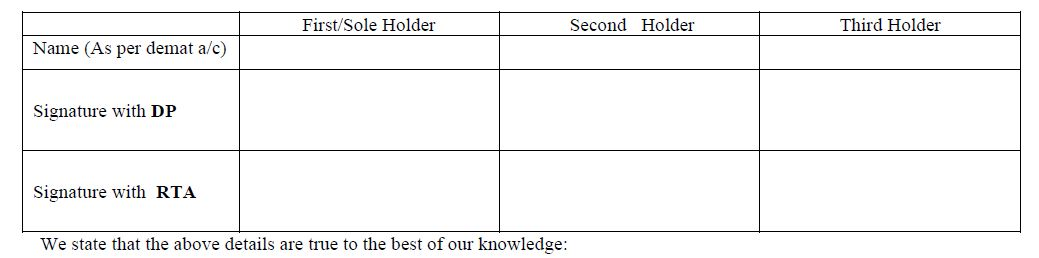 First/Sole Holder Second Holder Third Holder
Name (As per demat a/c)
Signature with DP
Signature with RTA
We state that the above details are true to the best of our knowledge: